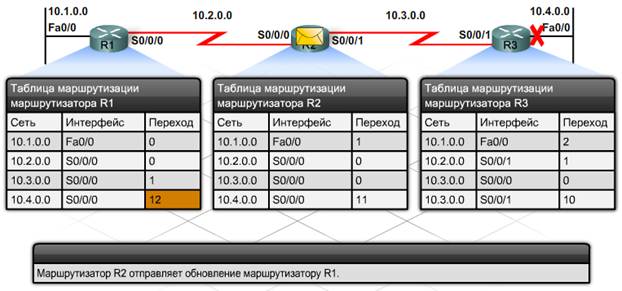 10.1.0.0 10.2.0.0 10.3.0.0 10.4.0.0
Fa0/0 S0/0/0 S0/0/0 S0/0/1 S0/0/1 Fa0/0
R1 R2 R3
Таблица маршрутизации
маршрутизатора R1
Сеть Интерфейс Переход
10.1.0.0 Fa0/0 0
10.2.0.0 S0/0/0 0
10.3.0.0 S0/0/0 1
10.4.0.0 S0/0/0 12
Таблица маршрутизации
маршрутизатора R2
Сеть Интерфейс Переход
10.1.0.0 Fa0/0 1
10.2.0.0 S0/0/0 0
10.3.0.0 S0/0/0 0
10.4.0.0 S0/0/0 11
Таблица маршрутизации
маршрутизатора R3
Сеть Интерфейс Переход
10.1.0.0 Fa0/0 2
10.2.0.0 S0/0/1 1
10.3.0.0 S0/0/0 0
10.3.0.0 S0/0/1 10
Маршрутизатор R2 отправляет обновление маршрутизатору R1.